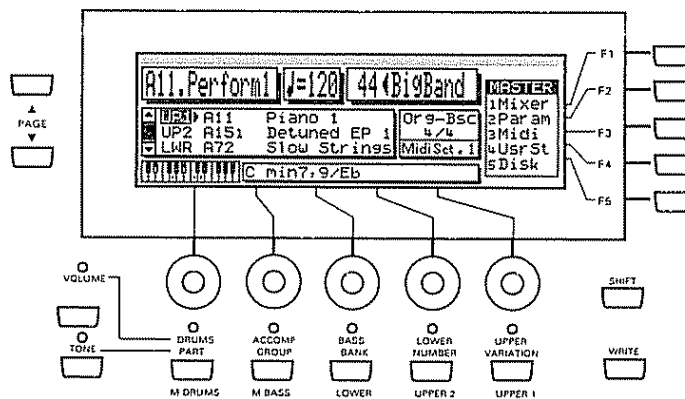 A11.Perform1 ♩=120 44◀BigBand
MASTER
1Mixer
2Param
3Midi
4UsrSt
5Disk
UP1▶ A11 Piano 1
UP2 A15: Detuned EP 1
LWR A72 Slow Strings
Org-Bsc
4/4
MidiSet.1
C min7,9/Eb
PAGE
F1
F2
F3
F4
F5
VOLUME
TONE
DRUMS
PART
M DRUMS
ACCOMP
GROUP
M BASS
BASS
BANK
LOWER
LOWER
NUMBER
UPPER 2
UPPER
VARIATION
UPPER 1
SHIFT
WRITE